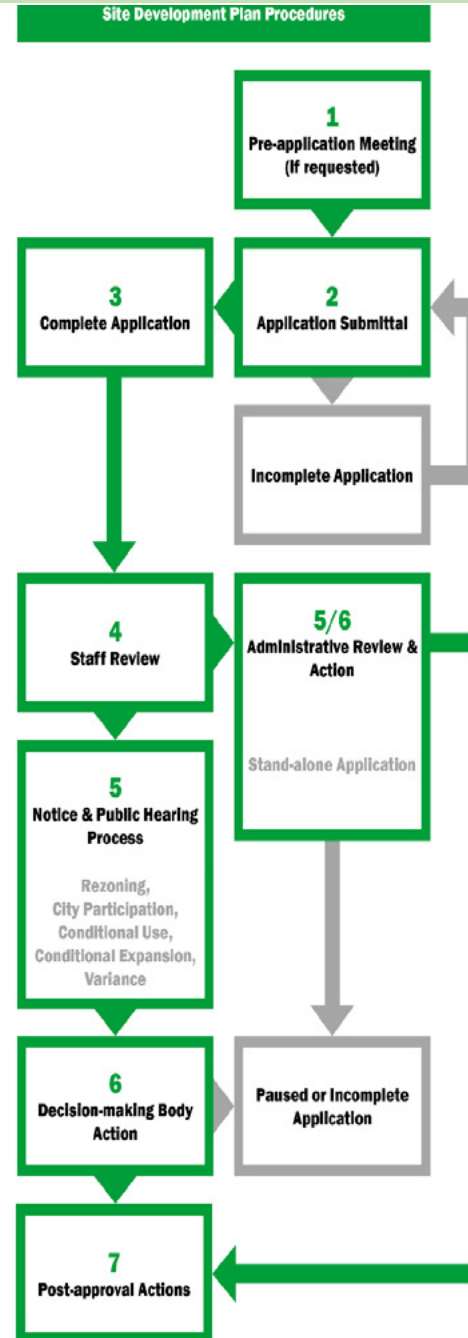 Site Development Plan Procedures
1
Pre-application Meeting
(If requested)
3
Complete Application
2
Application Submittal
Incomplete Application
4
Staff Review
5/6
Administrative Review &
Action
Stand-alone Application
5
Notice & Public Hearing
Process
Rezoning,
City Participation,
Conditional Use,
Conditional Expansion,
Variance
6
Decision-making Body
Action
Paused or Incomplete
Application
7
Post-approval Actions